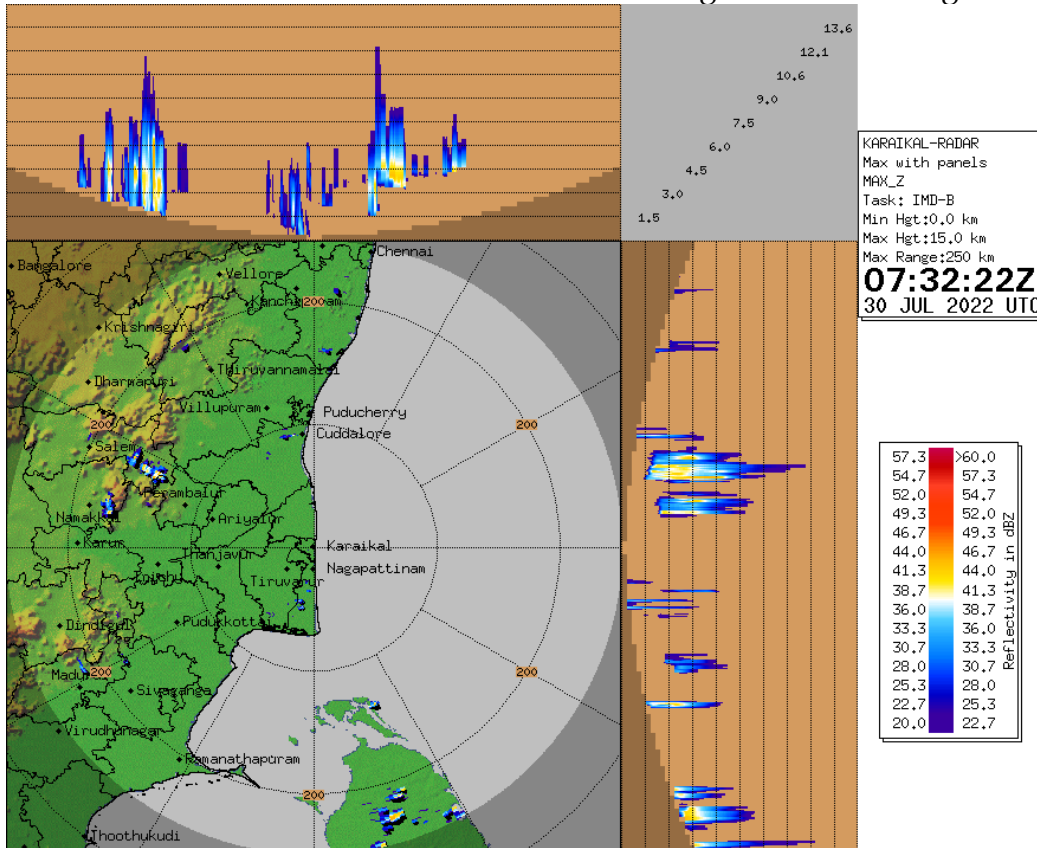 13.6
12.1
10.6
9.0
7.5
6.0
4.5
3.0
1.5
KARAIKAL-RADAR
Max with panels
MAX_Z
Task: IMD-B
Min Hgt:0.0 km
Max Hgt:15.0 km
Max Range:250 km
07:32:22Z
30 JUL 2022 UTC
Chennai
Bangalore
Vellore
Kanchipuram
200
Krishnagiri
Thiruvannamalai
Dharmapuri
Villupuram
Puducherry
200
200
Cuddalore
Salem
Perambalur
Namakkal
Ariyalur
Karur
Karaikal
Thanjavur
Nagapattinam
Trichy
Tiruvarur
Dindigul
Pudukkottai
200
200
Sivaganga
Virudhunagar
Ramanathapuram
200
Thoothukudi
57.3 >60.0
54.7 57.3
52.0 54.7
49.3 52.0
46.7 49.3
44.0 46.7
41.3 44.0
38.7 41.3
36.0 38.7
33.3 36.0
30.7 33.3
28.0 30.7
25.3 28.0
22.7 25.3
20.0 22.7
Reflectivity in dBZ